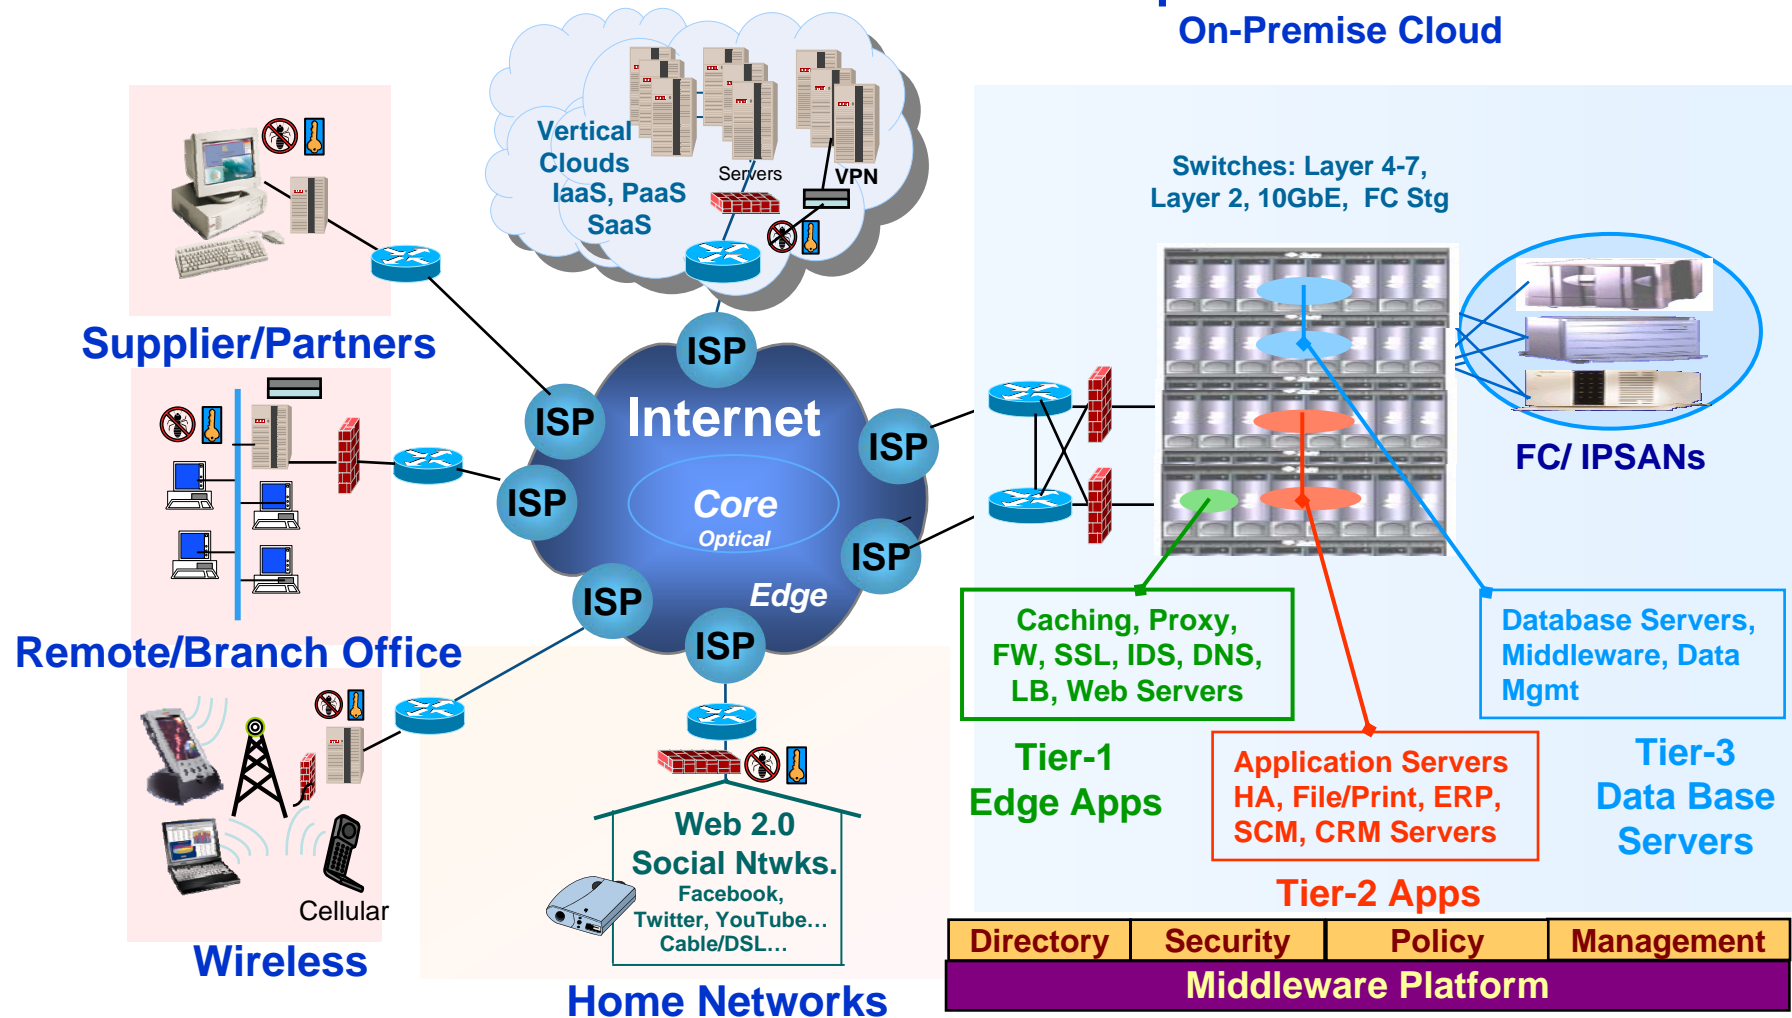 On-Premise Cloud
Vertical
Clouds
IaaS, PaaS
SaaS
Servers
VPN
Switches: Layer 4-7,
Layer 2, 10GbE, FC Stg
Supplier/Partners
ISP
ISP
ISP
ISP
ISP
ISP
ISP
Internet
Core
Optical
Edge
FC/ IPSANs
Remote/Branch Office
Caching, Proxy,
FW, SSL, IDS, DNS,
LB, Web Servers
Database Servers,
Middleware, Data
Mgmt
Tier-1
Edge Apps
Application Servers
HA, File/Print, ERP,
SCM, CRM Servers
Tier-3
Data Base
Servers
Tier-2 Apps
Web 2.0
Social Ntwks.
Facebook,
Twitter, YouTube...
Cable/DSL...
Cellular
Wireless
Home Networks
Directory
Security
Policy
Management
Middleware Platform